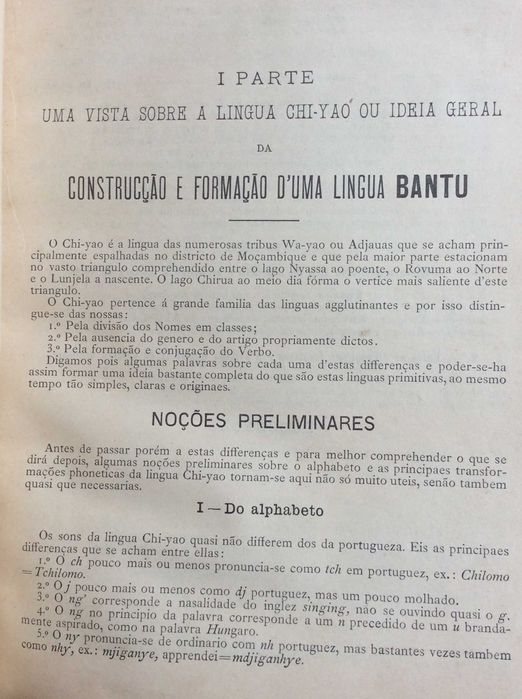 I PARTE
UMA VISTA SOBRE A LINGUA CHI-YAO OU IDEIA GERAL
DA
CONSTRUCÇÃO E FORMAÇÃO D'UMA LINGUA BANTU
O Chi-yao é a lingua das numerosas tribus Wa-yao ou Adjauas que se acham prin-
cipalmente espalhadas no districto de Moçambique e que pela maior parte estacionam
no vasto triangulo comprehendido entre o lago Nyassa ao poente, o Rovuma ao Norte
e o Lunjela a nascente. O lago Chirua ao meio dia fórma o vertice mais saliente d'este
triangulo.
O Chi-yao pertence á grande familia das linguas agglutinantes e por isso distin-
gue-se das nossas:
1.º Pela divisão dos Nomes em classes;
2.º Pela ausencia do genero e do artigo propriamente dictos.
3.º Pela formação e conjugação do Verbo.
Digamos pois algumas palavras sobre cada uma d'estas differenças e poder-se-ha
assim formar uma ideia bastante completa do que são estas linguas primitivas, ao mesmo
tempo tão simples, claras e originaes.
NOÇÕES PRELIMINARES
Antes de passar porém a estas differenças e para melhor comprehender o que se
dirá depois, algumas noções preliminares sobre o alphabeto e as principaes transfor-
mações phoneticas da lingua Chi-yao tornam-se aqui não só muito uteis, senão tambem
quasi que necessarias.
I — Do alphabeto
Os sons da lingua Chi-yao quasi não differem dos da portugueza. Eis as principaes
differenças que se acham entre ellas:
1.º O ch pouco mais ou menos pronuncia-se como tch em portuguez, ex.: Chilomo
=Tchilomo.
2.º O j pouco mais ou menos como dj portuguez, mas um pouco molhado.
3.º O ng' corresponde a nasalidade do inglez singing, não se ouvindo quasi o g.
4.º O ng no principio da palavra corresponde a um n precedido de um u branda-
mente aspirado, como na palavra Hungaro.
5.º O ny pronuncia-se de ordinario com nh portuguez, mas bastantes vezes tambem
como nhy, ex.: mjiganye, apprendei=mdjiganhye.